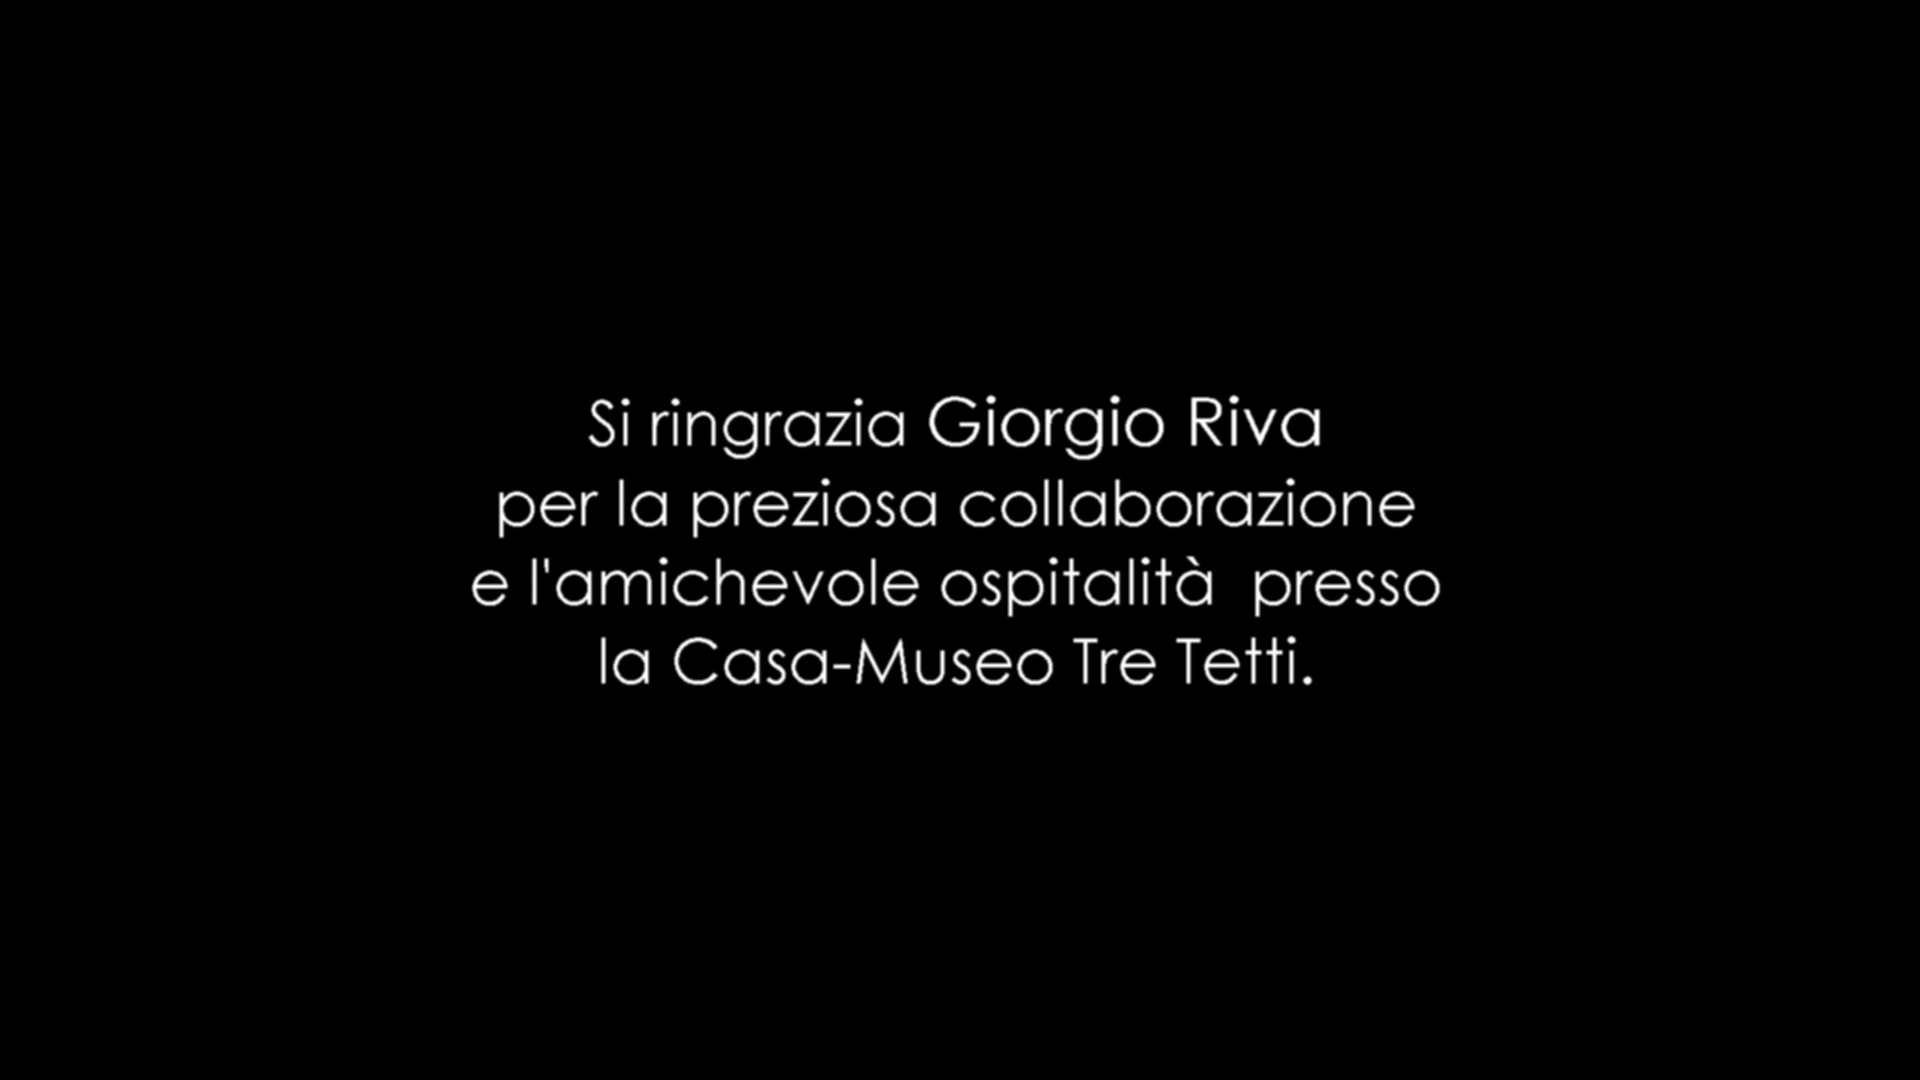 Si ringrazia Giorgio Riva
per la preziosa collaborazione
e l'amichevole ospitalità  presso
la Casa-Museo Tre Tetti.